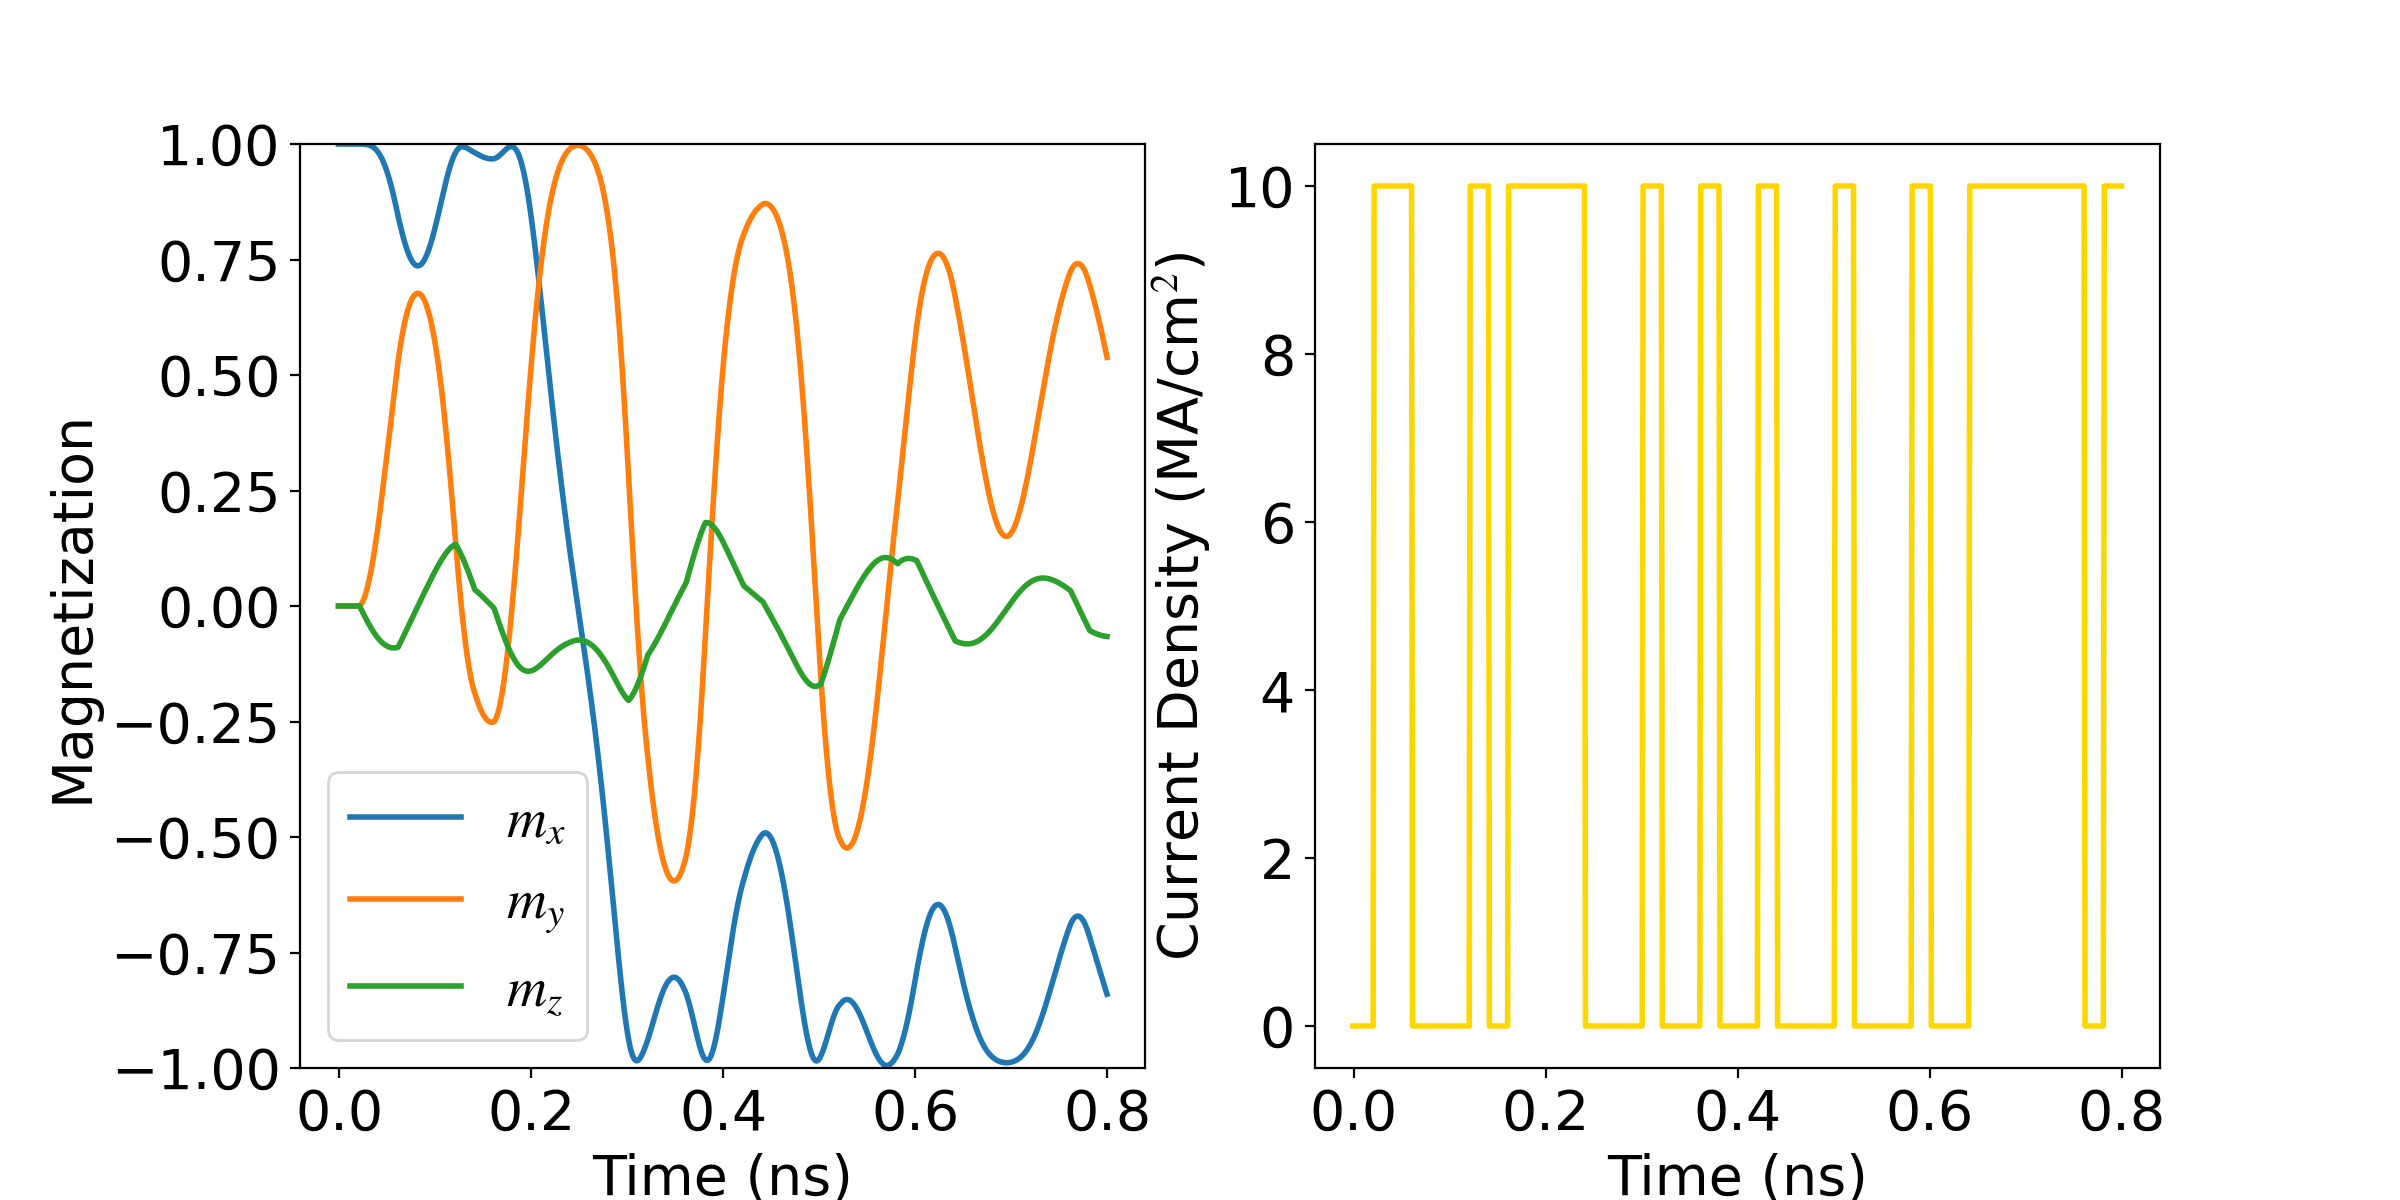 Magnetization
1.00
0.75
0.50
0.25
0.00
−0.25
−0.50
−0.75
−1.00
m_x
m_y
m_z
0.0 0.2 0.4 0.6 0.8
Time (ns)
Current Density (MA/cm²)
10
8
6
4
2
0
0.0 0.2 0.4 0.6 0.8
Time (ns)